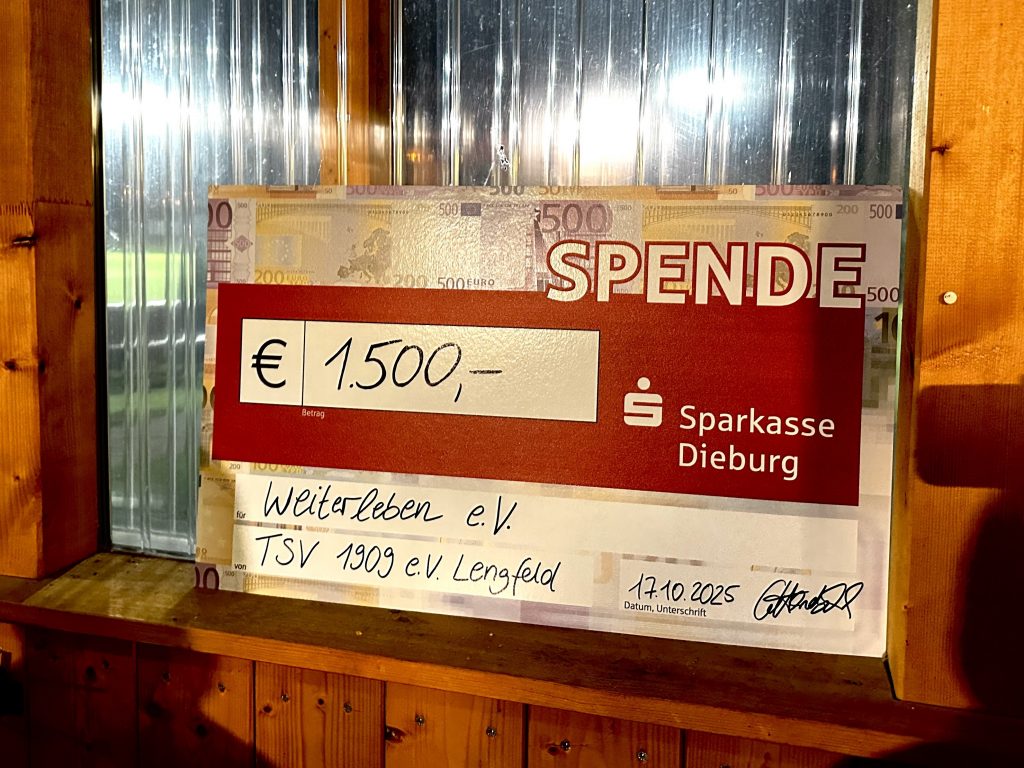 SPENDE
€ 1.500,-
Betrag
Sparkasse
Dieburg
für Weiterleben e.V.
von TSV 1909 e.V. Lengfeld
17.10.2025
Datum, Unterschrift